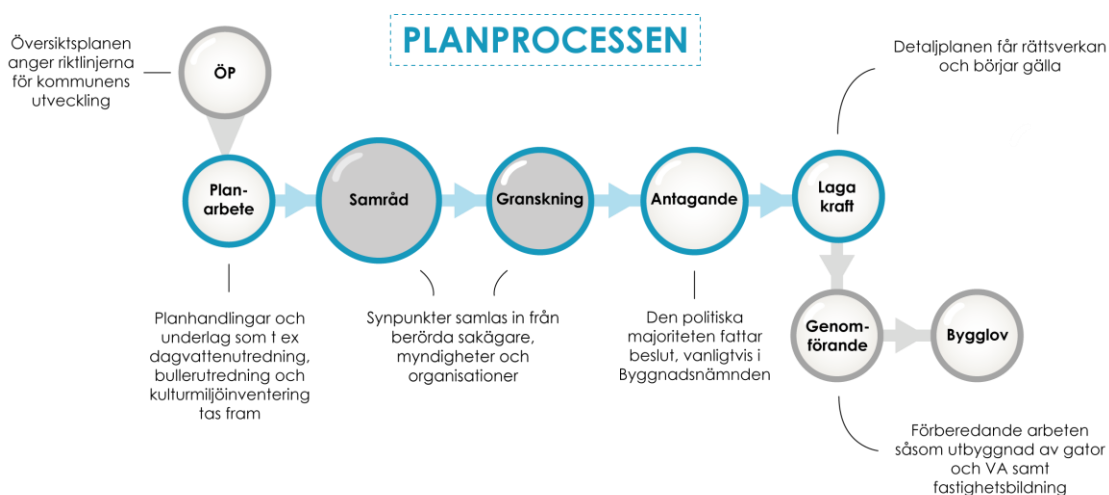 PLANPROCESSEN
Översiktsplanen
anger riktlinjerna
för kommunens
utveckling
ÖP
Detaljplanen får rättsverkan
och börjar gälla
Plan-
arbete
Samråd
Granskning
Antagande
Laga
kraft
Planhandlingar och
underlag som t ex
dagvattenutredning,
bullerutredning och
kulturmiljöinventering
tas fram
Synpunkter samlas in från
berörda sakägare,
myndigheter och
organisationer
Den politiska
majoriteten fattar
beslut, vanligtvis i
Byggnadsnämnden
Genom-
förande
Bygglov
Förberedande arbeten
såsom utbyggnad av gator
och VA samt
fastighetsbildning